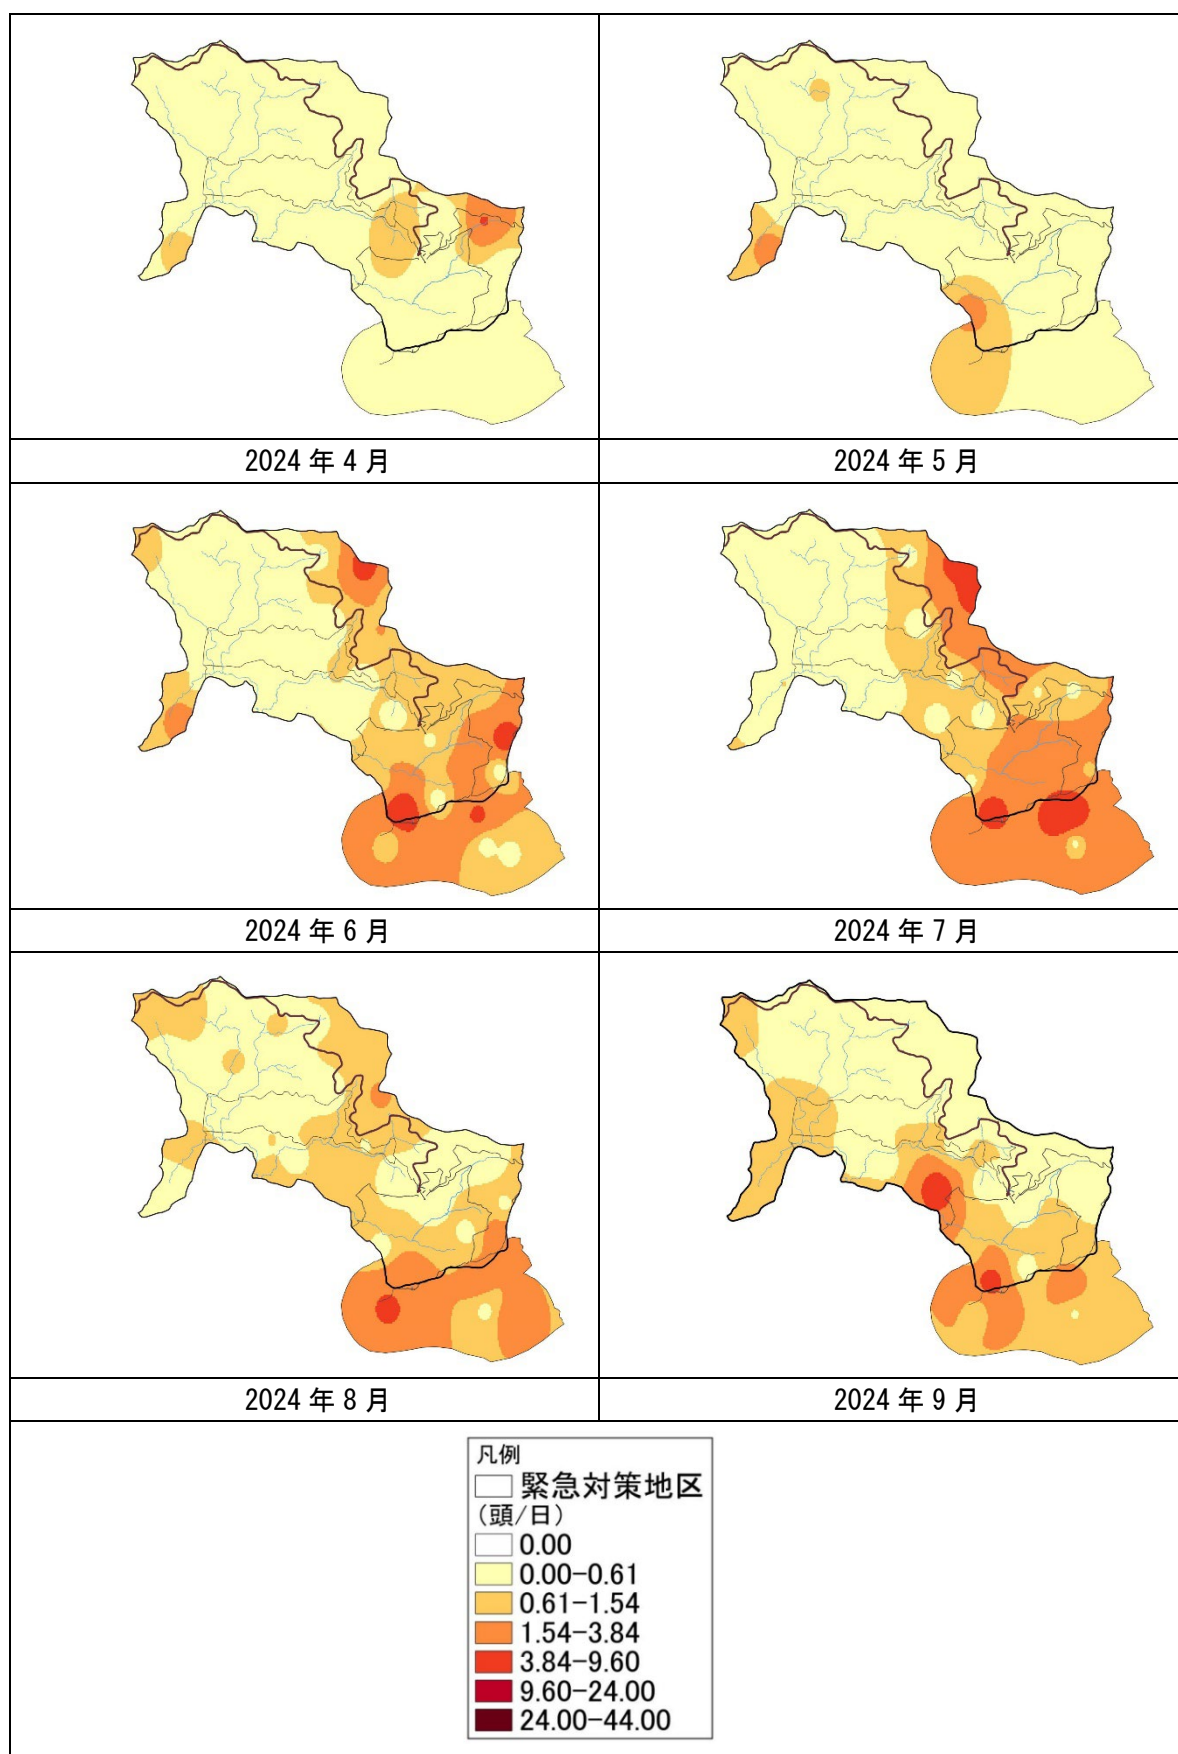 2024 年 4 月
2024 年 5 月
2024 年 6 月
2024 年 7 月
2024 年 8 月
2024 年 9 月
凡例
緊急対策地区
(頭/日)
0.00
0.00-0.61
0.61-1.54
1.54-3.84
3.84-9.60
9.60-24.00
24.00-44.00